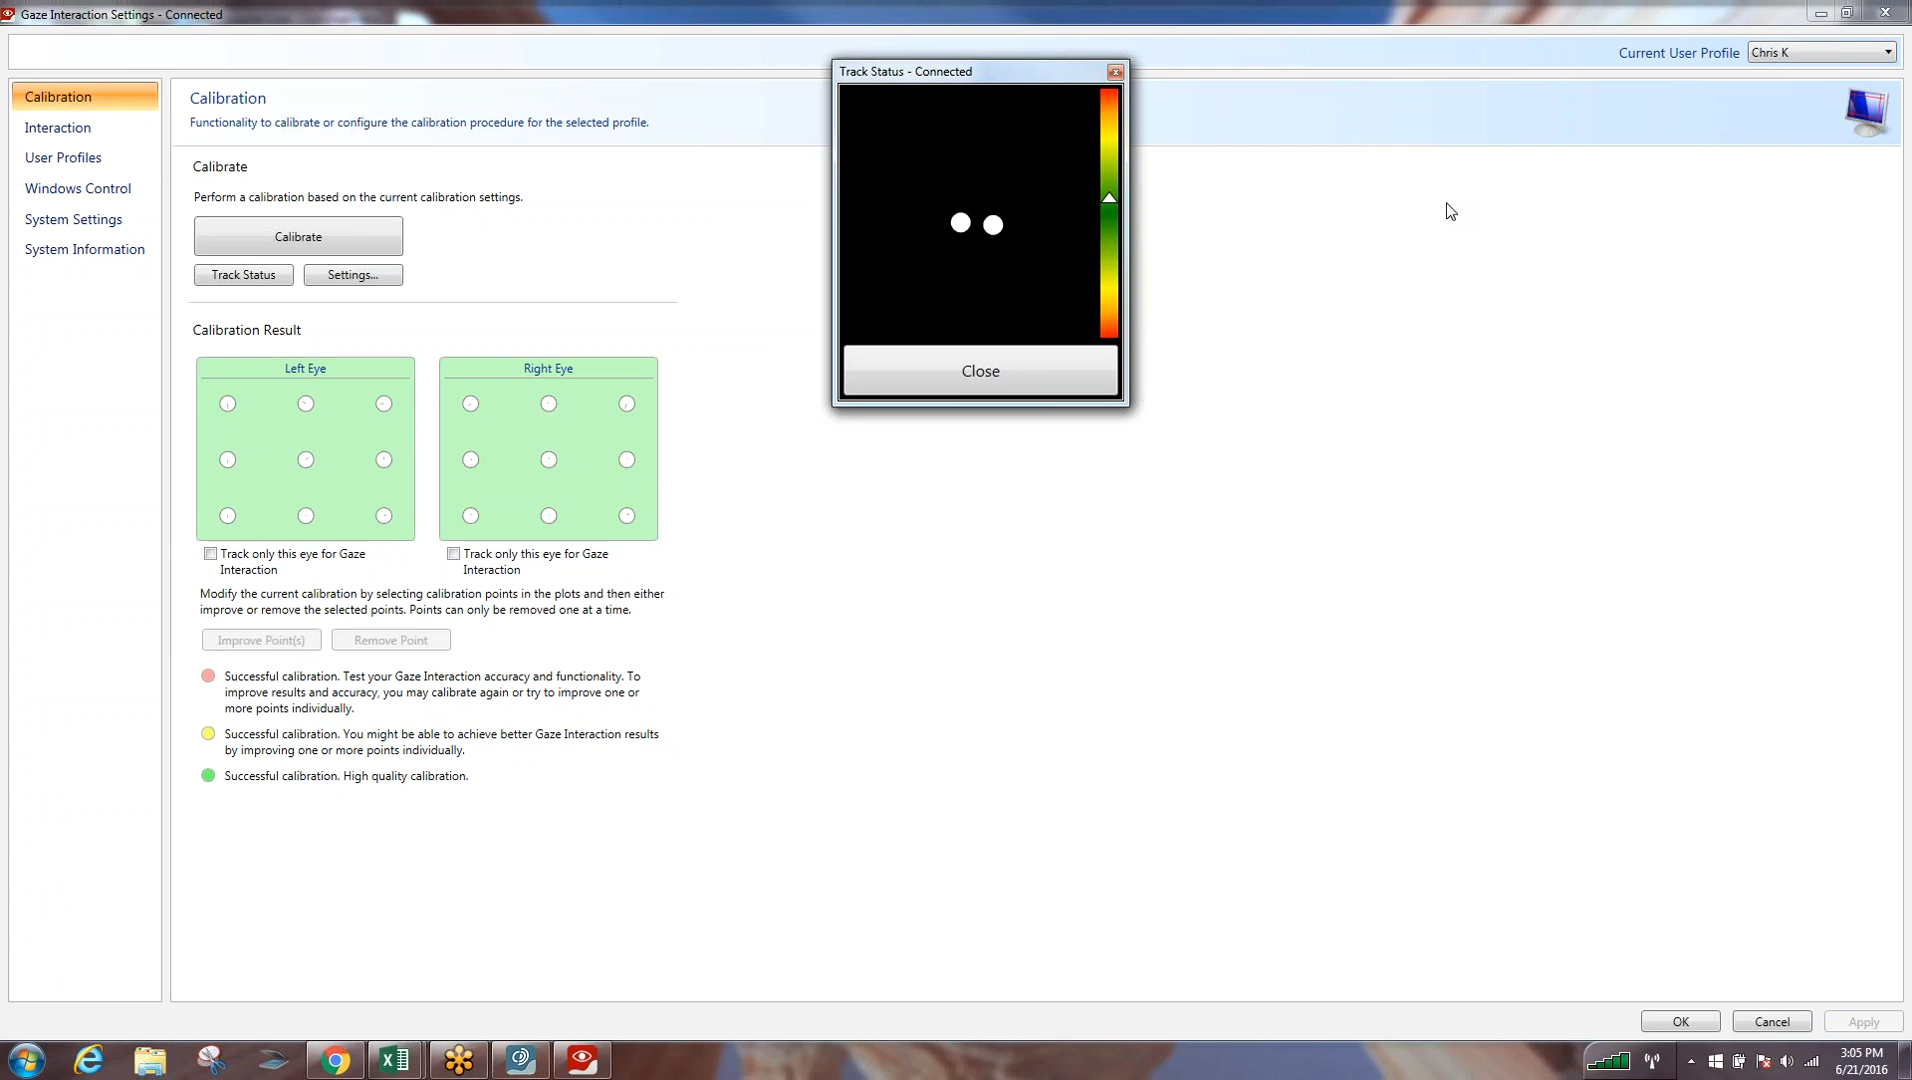 Gaze Interaction Settings - Connected
Current User Profile
Chris K
Calibration
Interaction
User Profiles
Windows Control
System Settings
System Information
Calibration
Functionality to calibrate or configure the calibration procedure for the selected profile.
Calibrate
Perform a calibration based on the current calibration settings.
Calibrate
Track Status
Settings...
Calibration Result
Left Eye
Right Eye
Track only this eye for Gaze
Interaction
Track only this eye for Gaze
Interaction
Modify the current calibration by selecting calibration points in the plots and then either
improve or remove the selected points. Points can only be removed one at a time.
Improve Point(s)
Remove Point
Successful calibration. Test your Gaze Interaction accuracy and functionality. To
improve results and accuracy, you may calibrate again or try to improve one or
more points individually.
Successful calibration. You might be able to achieve better Gaze Interaction results
by improving one or more points individually.
Successful calibration. High quality calibration.
Track Status - Connected
Close
OK
Cancel
Apply
3:05 PM
6/21/2016